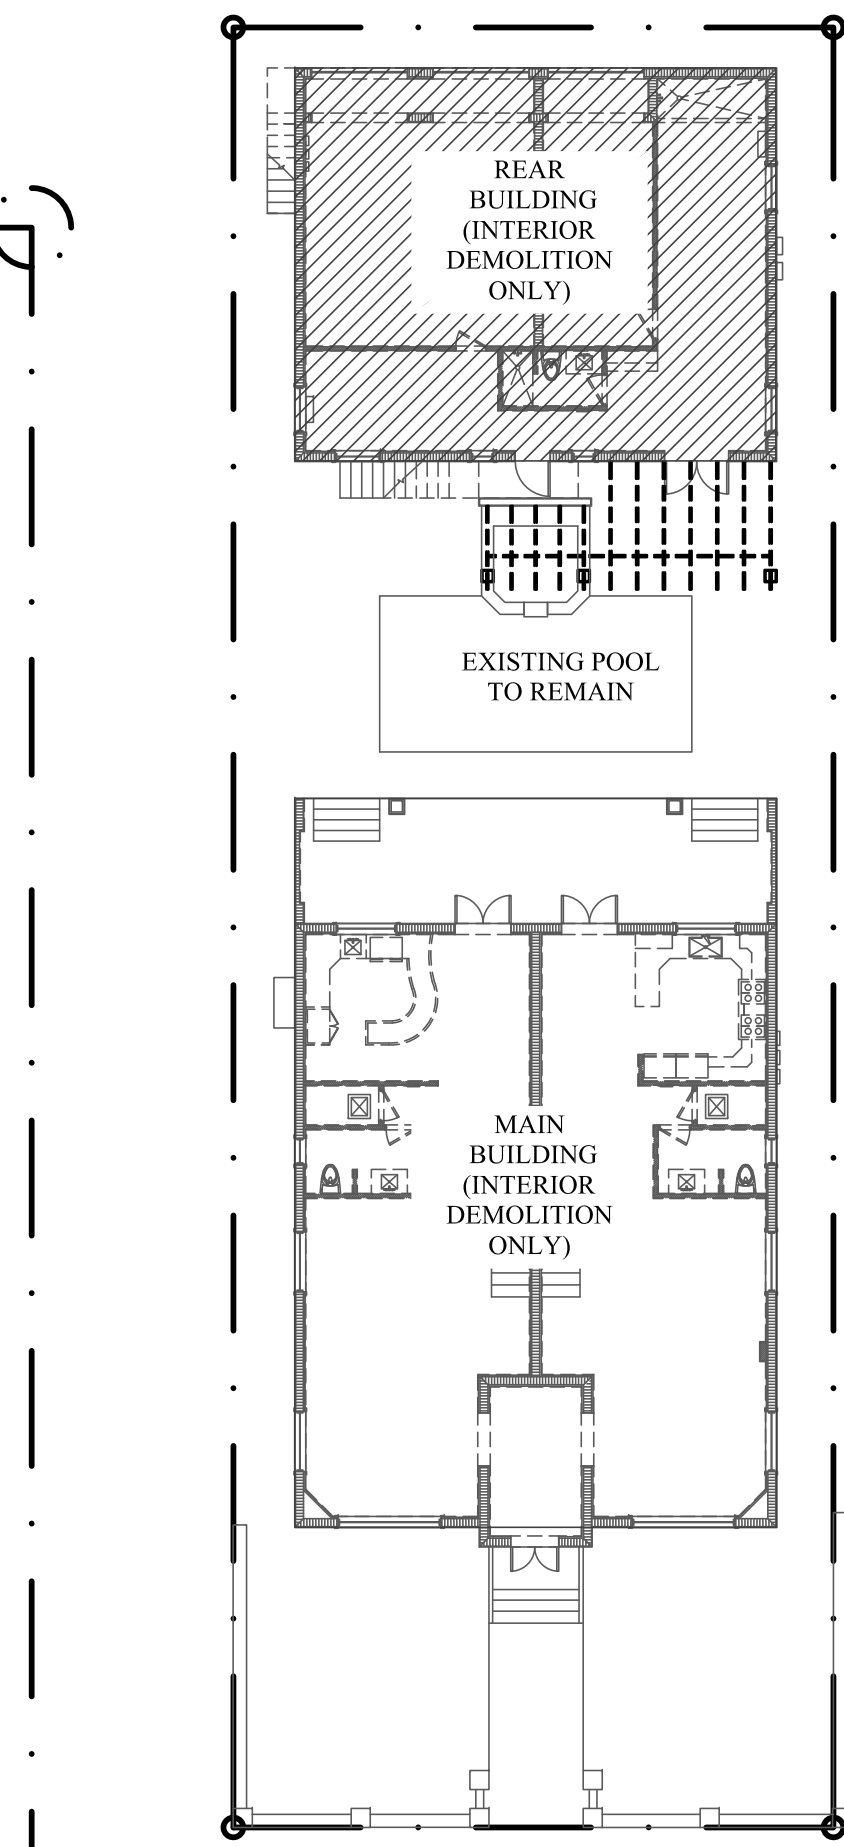 REAR
BUILDING
(INTERIOR
DEMOLITION
ONLY)
EXISTING POOL
TO REMAIN
MAIN
BUILDING
(INTERIOR
DEMOLITION
ONLY)